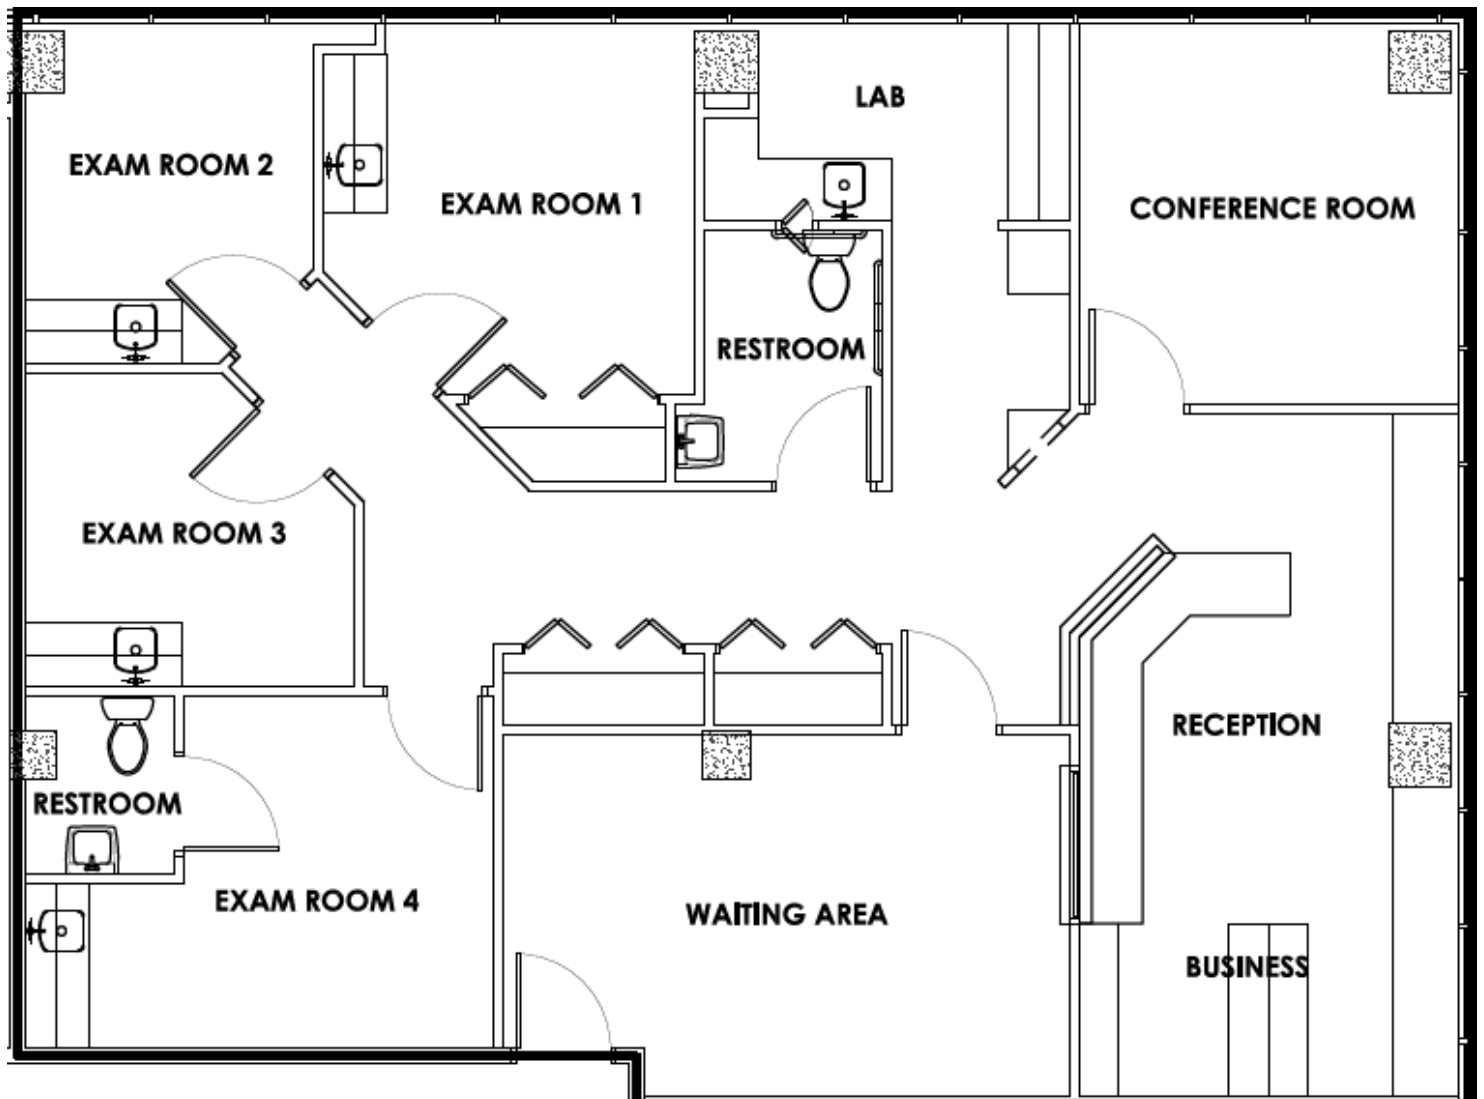 LAB
EXAM ROOM 2
EXAM ROOM 1
CONFERENCE ROOM
RESTROOM
EXAM ROOM 3
RECEPTION
RESTROOM
EXAM ROOM 4
WAITING AREA
BUSINESS